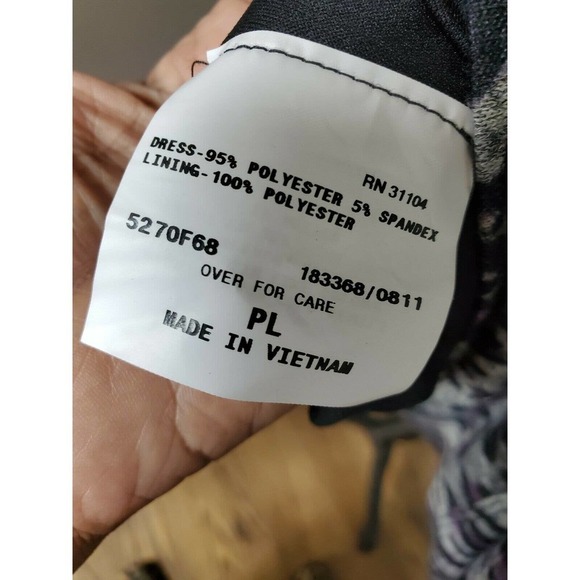 RN 31104
DRESS-95% POLYESTER 5% SPANDEX
LINING-100% POLYESTER
5270F68
183368/0811
OVER FOR CARE
PL
MADE IN VIETNAM